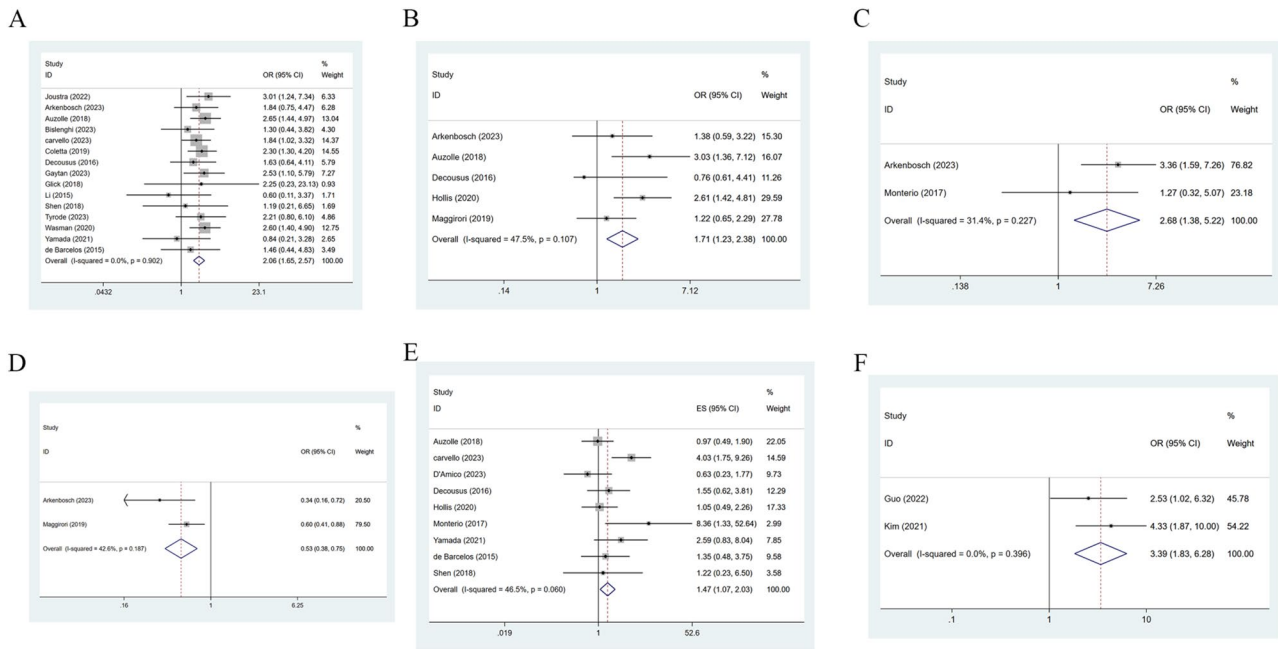 A
Study %
ID OR (95% CI) Weight
Joustra (2022) 3.01 (1.24, 7.34) 6.33
Arkenbosch (2023) 1.84 (0.75, 4.47) 6.28
Auzolle (2018) 2.65 (1.44, 4.97) 13.04
Bislenghi (2023) 1.30 (0.44, 3.82) 4.30
carvello (2023) 1.84 (1.02, 3.32) 14.37
Coletta (2019) 2.30 (1.30, 4.20) 14.55
Decousus (2016) 1.63 (0.64, 4.11) 5.79
Gaytan (2023) 2.53 (1.10, 5.79) 7.27
Glick (2018) 2.25 (0.23, 23.13) 0.93
Li (2015) 0.60 (0.11, 3.37) 1.71
Shen (2018) 1.19 (0.21, 6.65) 1.69
Tyrode (2023) 2.21 (0.80, 6.10) 4.86
Wasman (2020) 2.60 (1.40, 4.90) 12.75
Yamada (2021) 0.84 (0.21, 3.28) 2.65
de Barcelos (2015) 1.46 (0.44, 4.83) 3.49
Overall (I-squared = 0.0%, p = 0.902) 2.06 (1.65, 2.57) 100.00
.0432 1 23.1
B
Study %
ID OR (95% CI) Weight
Arkenbosch (2023) 1.38 (0.59, 3.22) 15.30
Auzolle (2018) 3.03 (1.36, 7.12) 16.07
Decousus (2016) 0.76 (0.61, 4.41) 11.26
Hollis (2020) 2.61 (1.42, 4.81) 29.59
Maggirori (2019) 1.22 (0.65, 2.29) 27.78
Overall (I-squared = 47.5%, p = 0.107) 1.71 (1.23, 2.38) 100.00
.14 1 7.12
C
Study %
ID OR (95% CI) Weight
Arkenbosch (2023) 3.36 (1.59, 7.26) 76.82
Monterio (2017) 1.27 (0.32, 5.07) 23.18
Overall (I-squared = 31.4%, p = 0.227) 2.68 (1.38, 5.22) 100.00
.138 1 7.26
D
Study %
ID OR (95% CI) Weight
Arkenbosch (2023) 0.34 (0.16, 0.72) 20.50
Maggirori (2019) 0.60 (0.41, 0.88) 79.50
Overall (I-squared = 42.6%, p = 0.187) 0.53 (0.38, 0.75) 100.00
.16 1 6.25
E
Study %
ID ES (95% CI) Weight
Auzolle (2018) 0.97 (0.49, 1.90) 22.05
carvello (2023) 4.03 (1.75, 9.26) 14.59
D'Amico (2023) 0.63 (0.23, 1.77) 9.73
Decousus (2016) 1.55 (0.62, 3.81) 12.29
Hollis (2020) 1.05 (0.49, 2.26) 17.33
Monterio (2017) 8.36 (1.33, 52.64) 2.99
Yamada (2021) 2.59 (0.83, 8.04) 7.85
de Barcelos (2015) 1.35 (0.48, 3.75) 9.58
Shen (2018) 1.22 (0.23, 6.50) 3.58
Overall (I-squared = 46.5%, p = 0.060) 1.47 (1.07, 2.03) 100.00
.019 1 52.6
F
Study %
ID OR (95% CI) Weight
Guo (2022) 2.53 (1.02, 6.32) 45.78
Kim (2021) 4.33 (1.87, 10.00) 54.22
Overall (I-squared = 0.0%, p = 0.396) 3.39 (1.83, 6.28) 100.00
.1 1 10